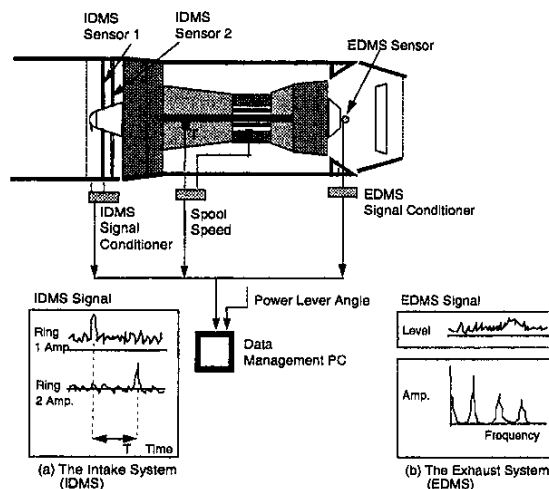 IDMS
Sensor 1
IDMS
Sensor 2
EDMS Sensor
T
IDMS
Signal
Conditioner
Spool
Speed
EDMS
Signal Conditioner
IDMS Signal
Power Lever Angle
EDMS Signal
Ring
1 Amp.
Data
Management PC
Level
Ring
2 Amp.
Amp.
T Time
Frequency
(a) The Intake System
(IDMS)
(b) The Exhaust System
(EDMS)